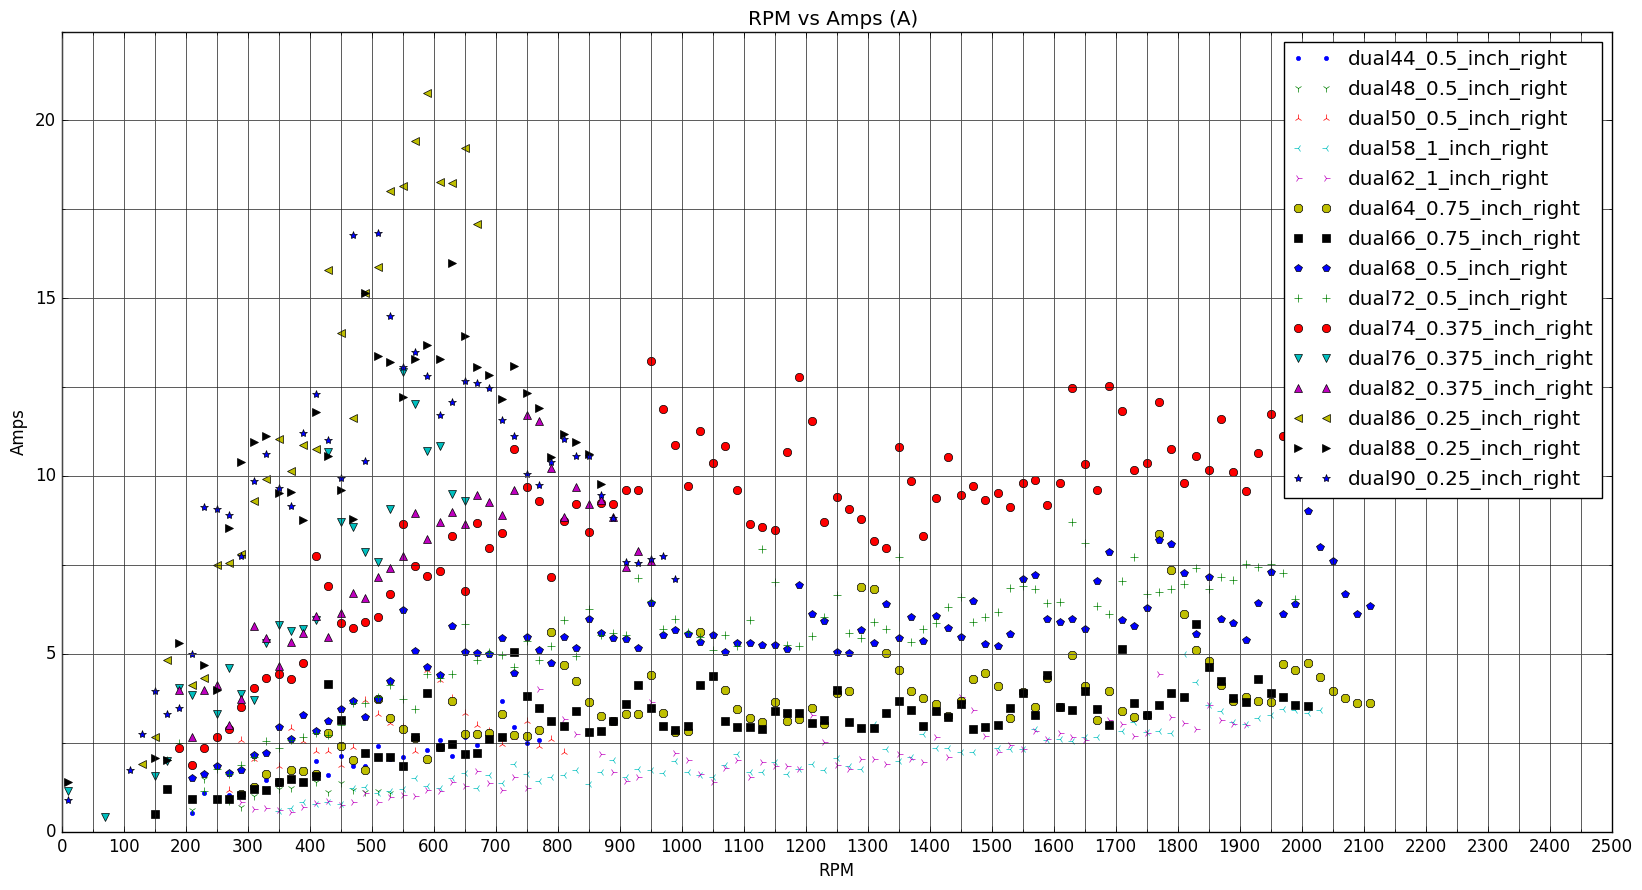 RPM vs Amps (A)
dual44_0.5_inch_right
dual48_0.5_inch_right
dual50_0.5_inch_right
dual58_1_inch_right
dual62_1_inch_right
dual64_0.75_inch_right
dual66_0.75_inch_right
dual68_0.5_inch_right
dual72_0.5_inch_right
dual74_0.375_inch_right
dual76_0.375_inch_right
dual82_0.375_inch_right
dual86_0.25_inch_right
dual88_0.25_inch_right
dual90_0.25_inch_right
20
15
10
5
0
Amps
0 100 200 300 400 500 600 700 800 900 1000 1100 1200 1300 1400 1500 1600 1700 1800 1900 2000 2100 2200 2300 2400 2500
RPM